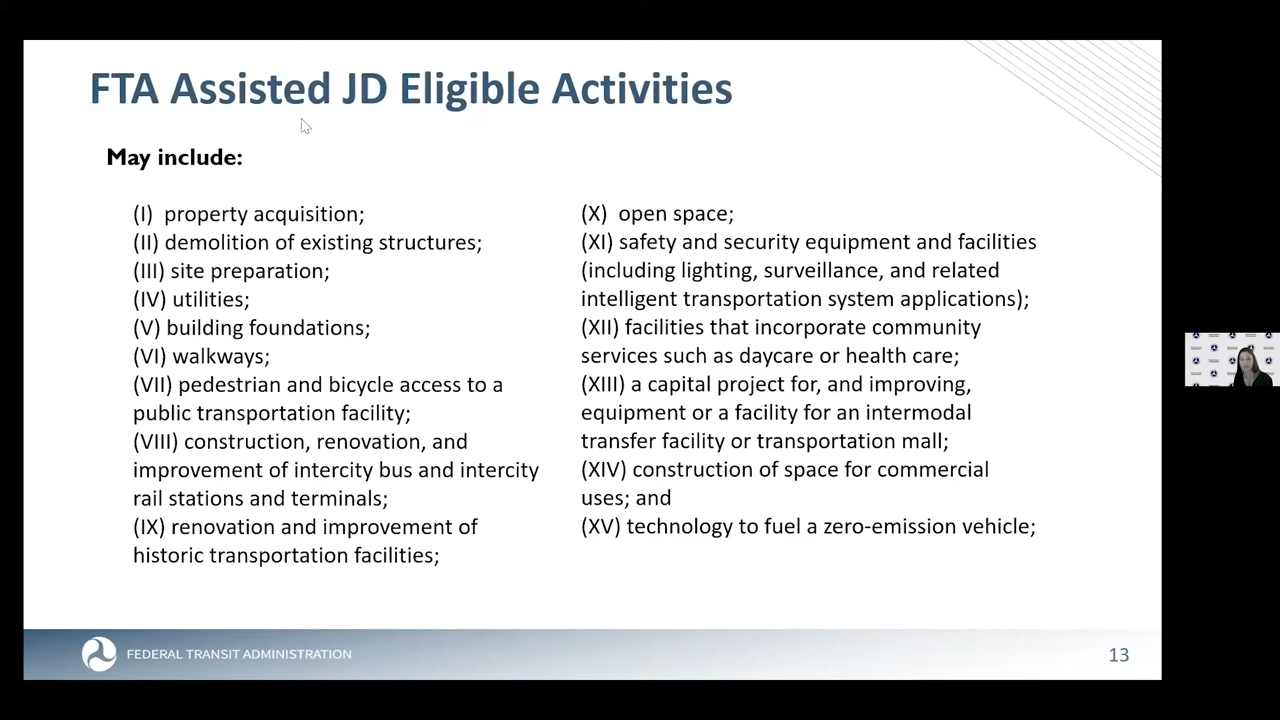 FTA Assisted JD Eligible Activities
May include:
(I) property acquisition;
(II) demolition of existing structures;
(III) site preparation;
(IV) utilities;
(V) building foundations;
(VI) walkways;
(VII) pedestrian and bicycle access to a
public transportation facility;
(VIII) construction, renovation, and
improvement of intercity bus and intercity
rail stations and terminals;
(IX) renovation and improvement of
historic transportation facilities;
(X) open space;
(XI) safety and security equipment and facilities
(including lighting, surveillance, and related
intelligent transportation system applications);
(XII) facilities that incorporate community
services such as daycare or health care;
(XIII) a capital project for, and improving,
equipment or a facility for an intermodal
transfer facility or transportation mall;
(XIV) construction of space for commercial
uses; and
(XV) technology to fuel a zero-emission vehicle;
FEDERAL TRANSIT ADMINISTRATION
13